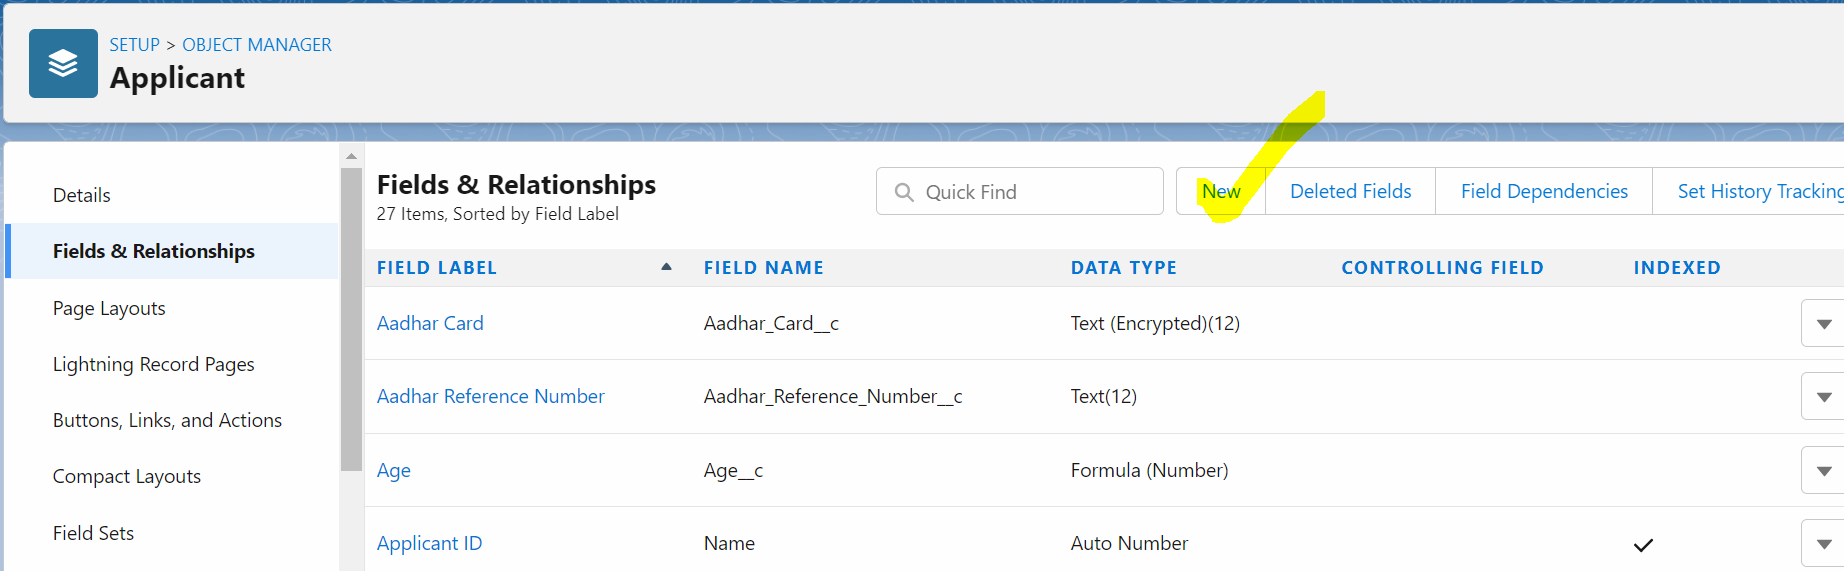 SETUP > OBJECT MANAGER
Applicant
Details
Fields & Relationships
Page Layouts
Lightning Record Pages
Buttons, Links, and Actions
Compact Layouts
Field Sets
Fields & Relationships
27 Items, Sorted by Field Label
Quick Find
New
Deleted Fields
Field Dependencies
Set History Tracking
FIELD LABEL FIELD NAME DATA TYPE CONTROLLING FIELD INDEXED
Aadhar Card Aadhar_Card__c Text (Encrypted)(12)
Aadhar Reference Number Aadhar_Reference_Number__c Text(12)
Age Age__c Formula (Number)
Applicant ID Name Auto Number